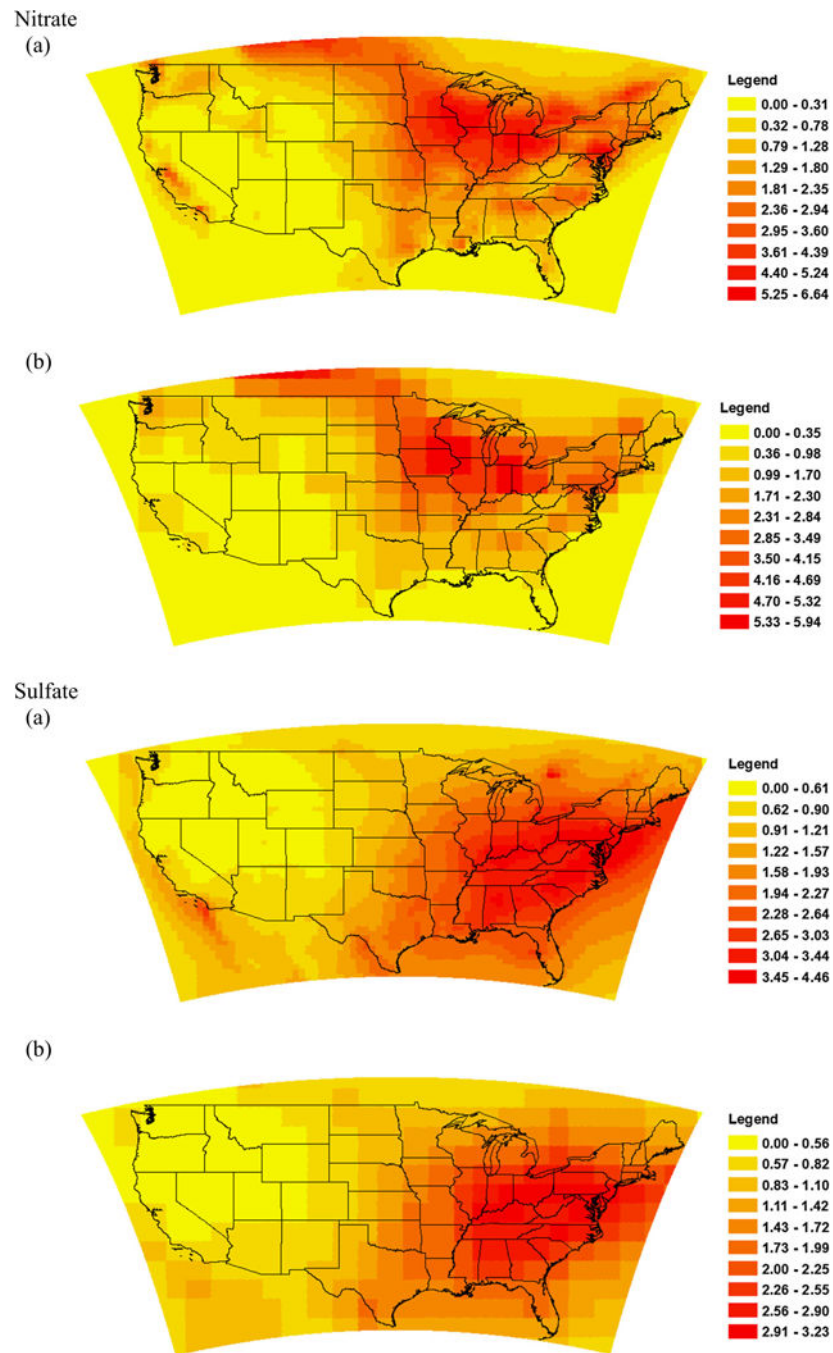 Nitrate
(a)
Legend
0.00 - 0.31
0.32 - 0.78
0.79 - 1.28
1.29 - 1.80
1.81 - 2.35
2.36 - 2.94
2.95 - 3.60
3.61 - 4.39
4.40 - 5.24
5.25 - 6.64
(b)
Legend
0.00 - 0.35
0.36 - 0.98
0.99 - 1.70
1.71 - 2.30
2.31 - 2.84
2.85 - 3.49
3.50 - 4.15
4.16 - 4.69
4.70 - 5.32
5.33 - 5.94
Sulfate
(a)
Legend
0.00 - 0.61
0.62 - 0.90
0.91 - 1.21
1.22 - 1.57
1.58 - 1.93
1.94 - 2.27
2.28 - 2.64
2.65 - 3.03
3.04 - 3.44
3.45 - 4.46
(b)
Legend
0.00 - 0.56
0.57 - 0.82
0.83 - 1.10
1.11 - 1.42
1.43 - 1.72
1.73 - 1.99
2.00 - 2.25
2.26 - 2.55
2.56 - 2.90
2.91 - 3.23